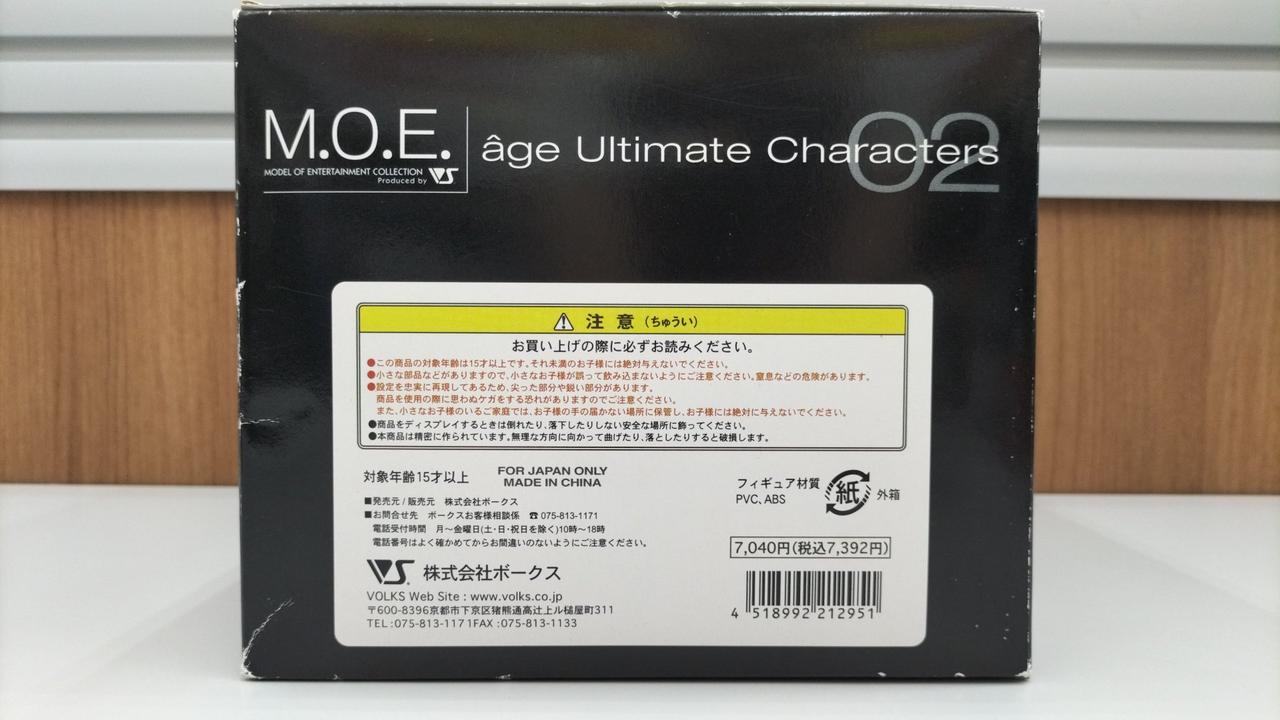 M.O.E.
MODEL OF ENTERTAINMENT COLLECTION
Produced by VS
âge Ultimate Characters 02
注意(ちゅうい)
お買い上げの際に必ずお読みください。
●この商品の対象年齢は15才以上です。それ未満のお子様には絶対与えないでください。
●小さな部品などがありますので、小さなお子様が誤って飲み込まないようにご注意ください。窒息などの危険があります。
●設定を忠実に再現してあるため、尖った部分や鋭い部分があります。
商品を使用の際に思わぬケガをする恐れがありますのでご注意ください。
また、小さなお子様のいるご家庭では、お子様の手の届かない場所に保管し、お子様には絶対に与えないでください。
●商品をディスプレイするときは倒れたり、落下したりしない安全な場所に飾ってください。
●本商品は精密に作られています。無理な方向に向かって曲げたり、落としたりすると破損します。
対象年齢15才以上
FOR JAPAN ONLY
MADE IN CHINA
■発売元/販売元 株式会社ボークス
■お問合せ先 ボークスお客様相談係 ☎075-813-1171
電話受付時間 月〜金曜日(土・日・祝日を除く)10時〜18時
電話番号はよく確かめてからお間違いのないようにご注意ください。
VS 株式会社ボークス
VOLKS Web Site : www.volks.co.jp
〒600-8396京都市下京区猪熊通高辻上ル槌屋町311
TEL:075-813-1171FAX:075-813-1133
フィギュア材質
PVC、ABS
紙 外箱
7,040円(税込7,392円)
4 518992 212951